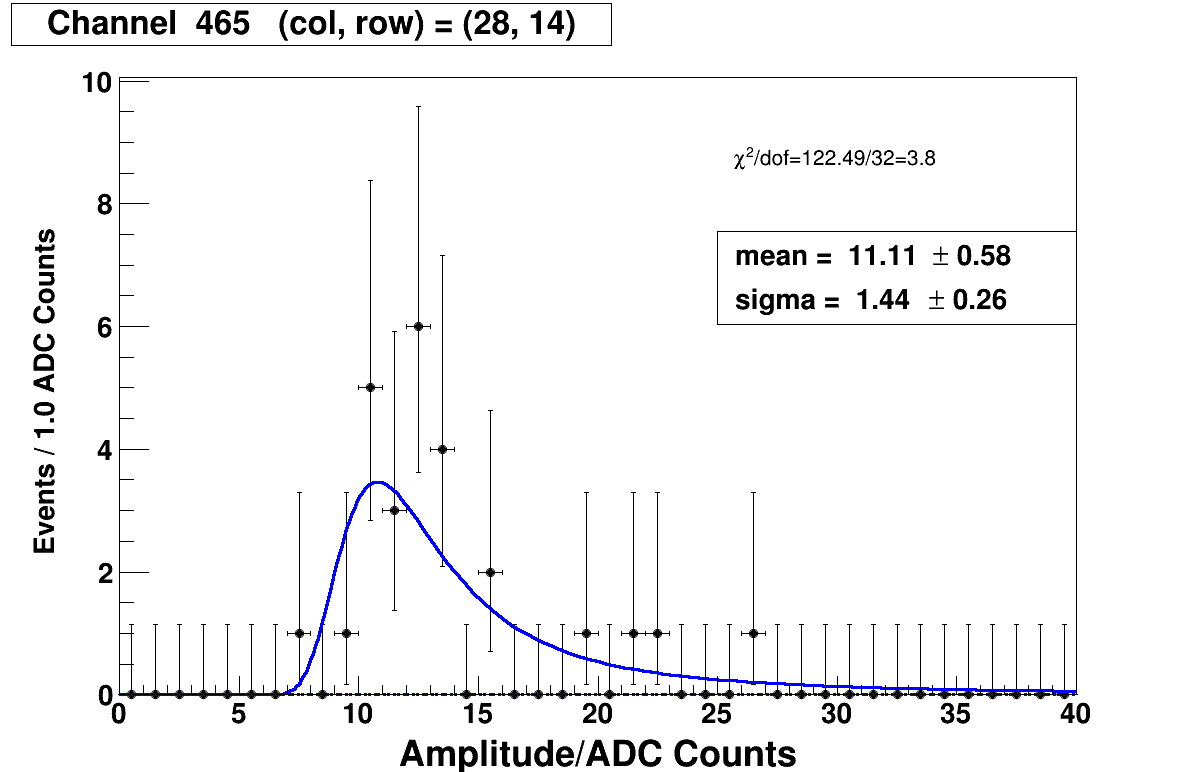 Channel 465 (col, row) = (28, 14)
10
χ²/dof=122.49/32=3.8
8
mean = 11.11 ± 0.58
sigma = 1.44 ± 0.26
6
4
2
0
Events / 1.0 ADC Counts
0 5 10 15 20 25 30 35 40
Amplitude/ADC Counts